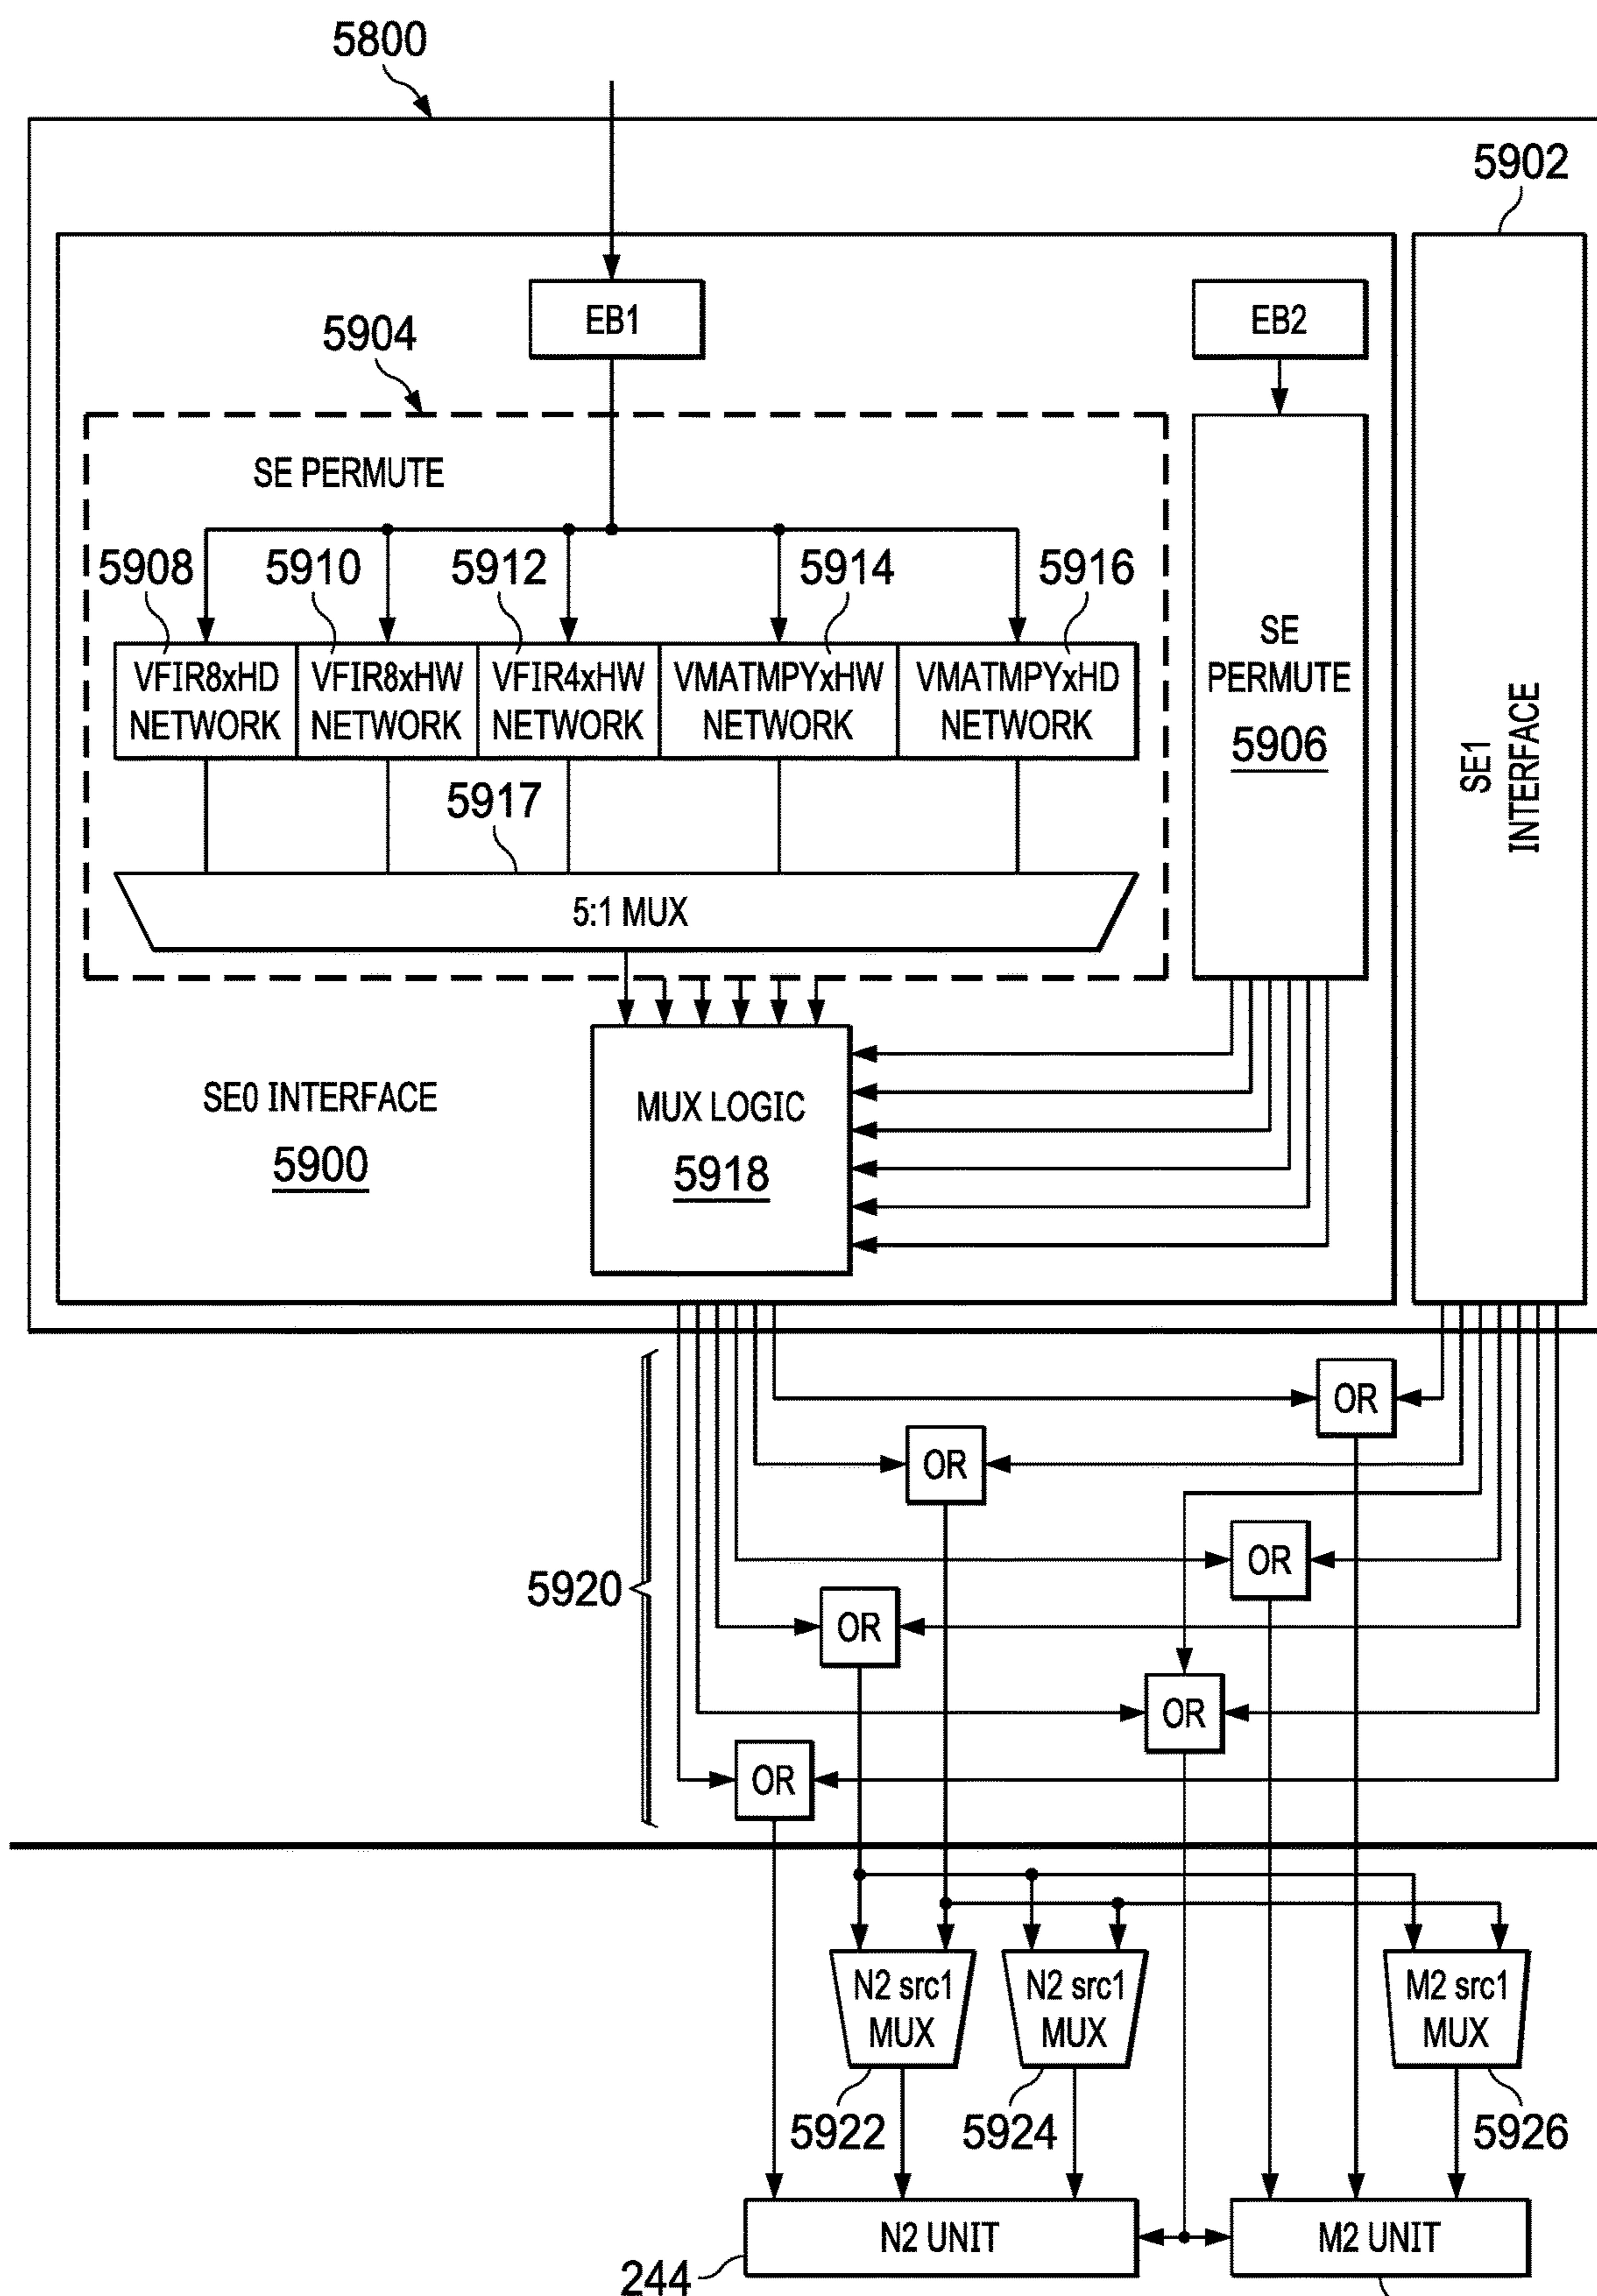 5800
5902
EB1
EB2
5904
SE PERMUTE
5908
5910
5912
5914
5916
VFIR8xHD
NETWORK
VFIR8xHW
NETWORK
VFIR4xHW
NETWORK
VMATMPYxHW
NETWORK
VMATMPYxHD
NETWORK
SE
PERMUTE
5906
SE1
INTERFACE
5917
5:1 MUX
SE0 INTERFACE
5900
MUX LOGIC
5918
OR
OR
OR
5920
OR
OR
OR
N2 src1
MUX
N2 src1
MUX
M2 src1
MUX
5922
5924
5926
N2 UNIT
M2 UNIT
244